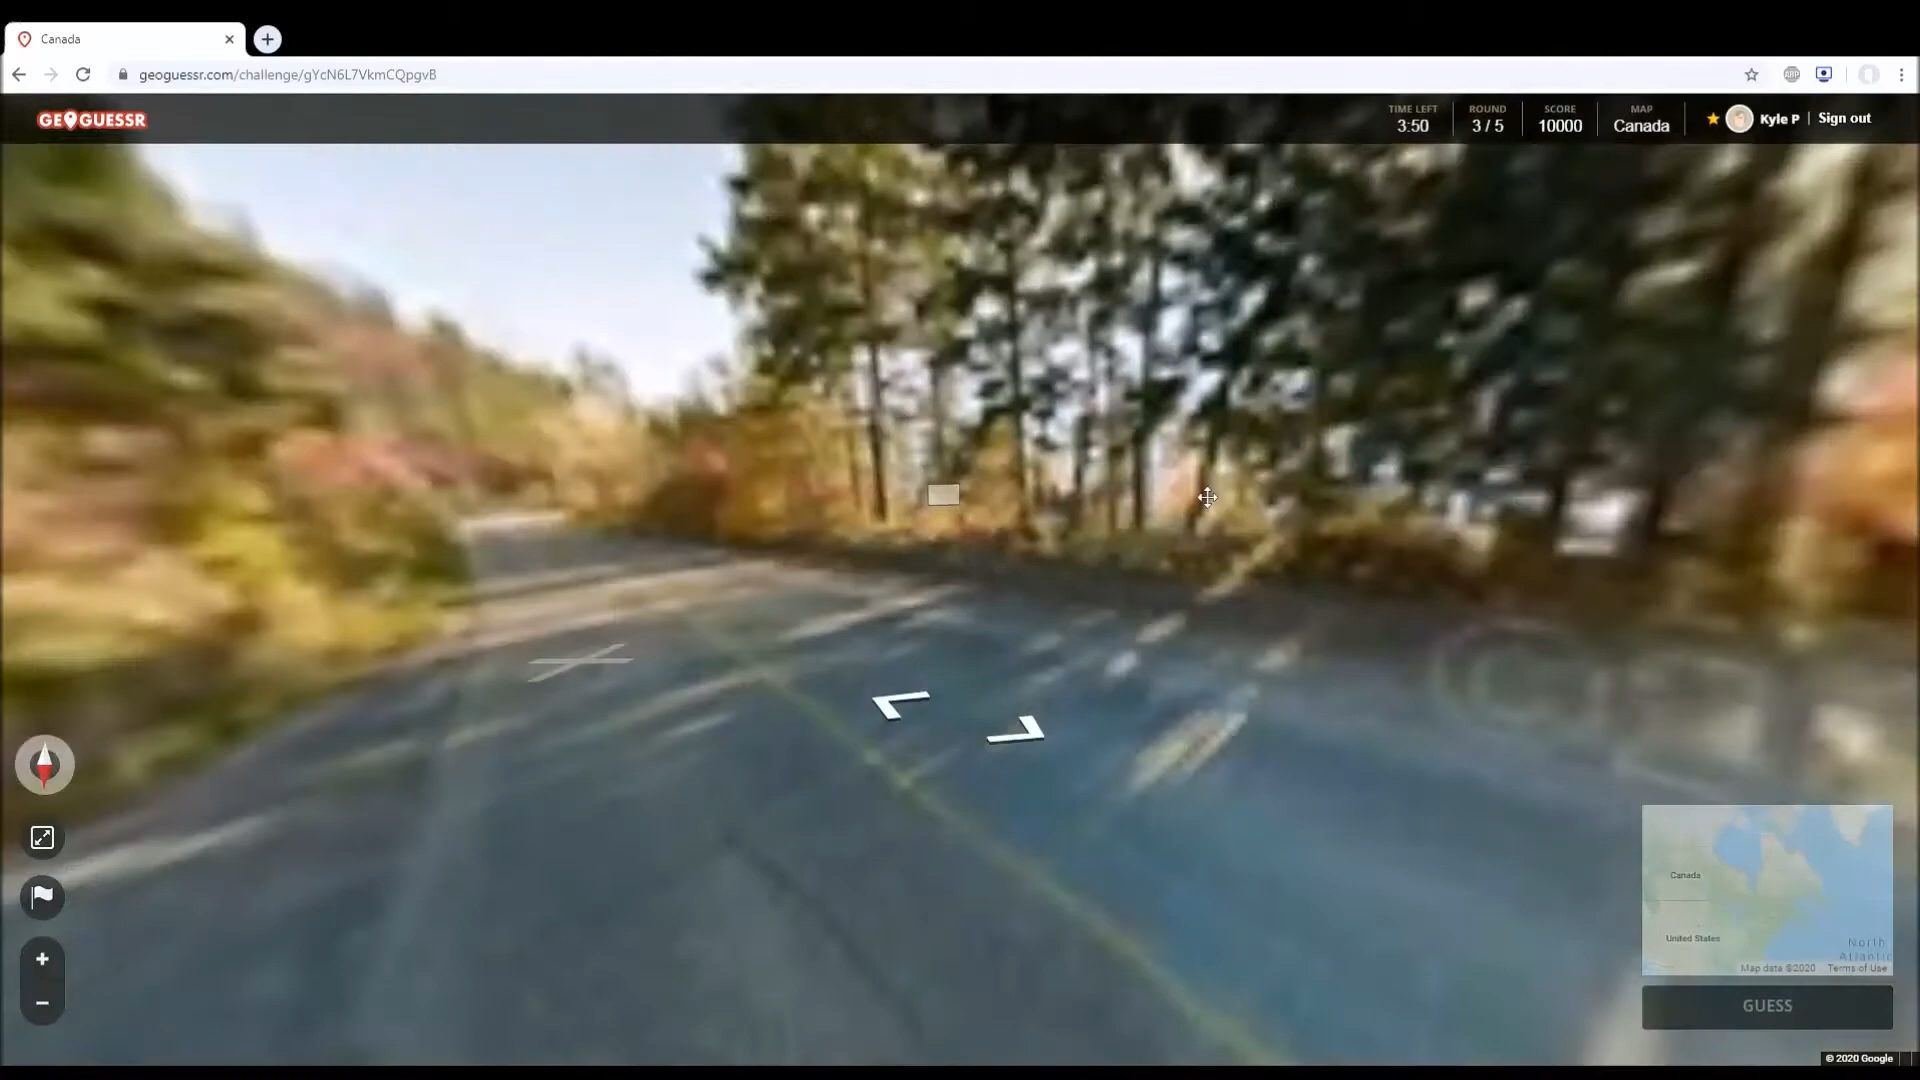 Canada
geoguessr.com/challenge/gYcN6L7VkmCQpgvB
ABP
GEOGUESSR
TIME LEFT
3:50
ROUND
3 / 5
SCORE
10000
MAP
Canada
Kyle P | Sign out
Canada
United States
North
Atlantic
Map data ©2020 Terms of Use
GUESS
© 2020 Google